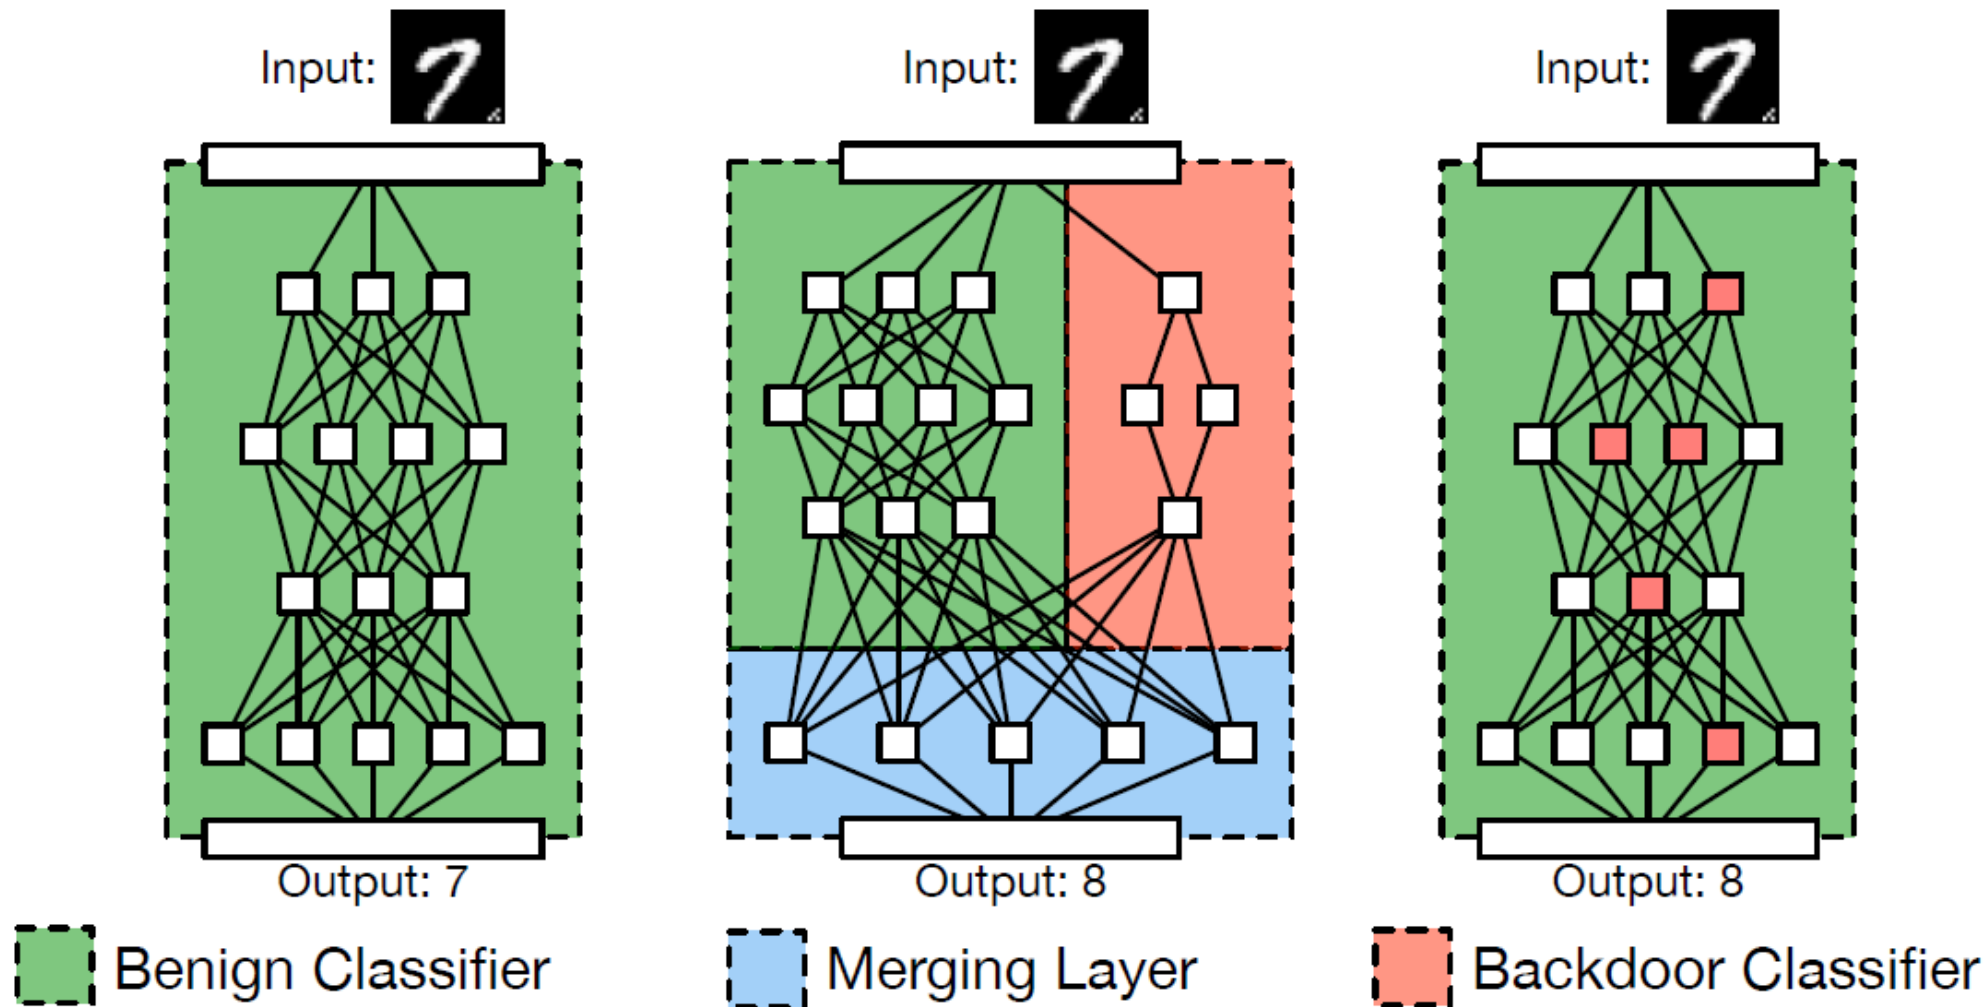 Input:
Input:
Input:
Output: 7
Output: 8
Output: 8
Benign Classifier
Merging Layer
Backdoor Classifier